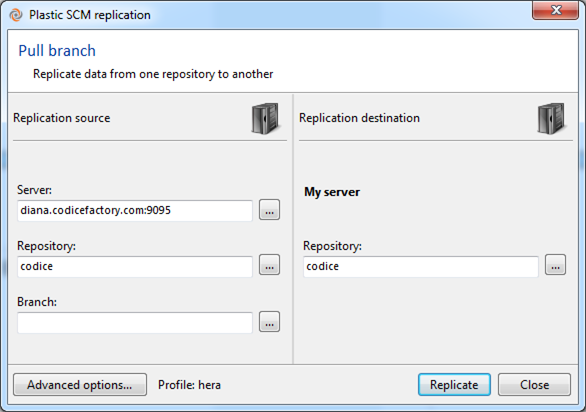 Plastic SCM replication
Pull branch
Replicate data from one repository to another
Replication source
Replication destination
Server:
diana.codicefactory.com:9095
...
My server
Repository:
codice
...
Repository:
codice
...
Branch:
...
Advanced options...
Profile: hera
Replicate
Close